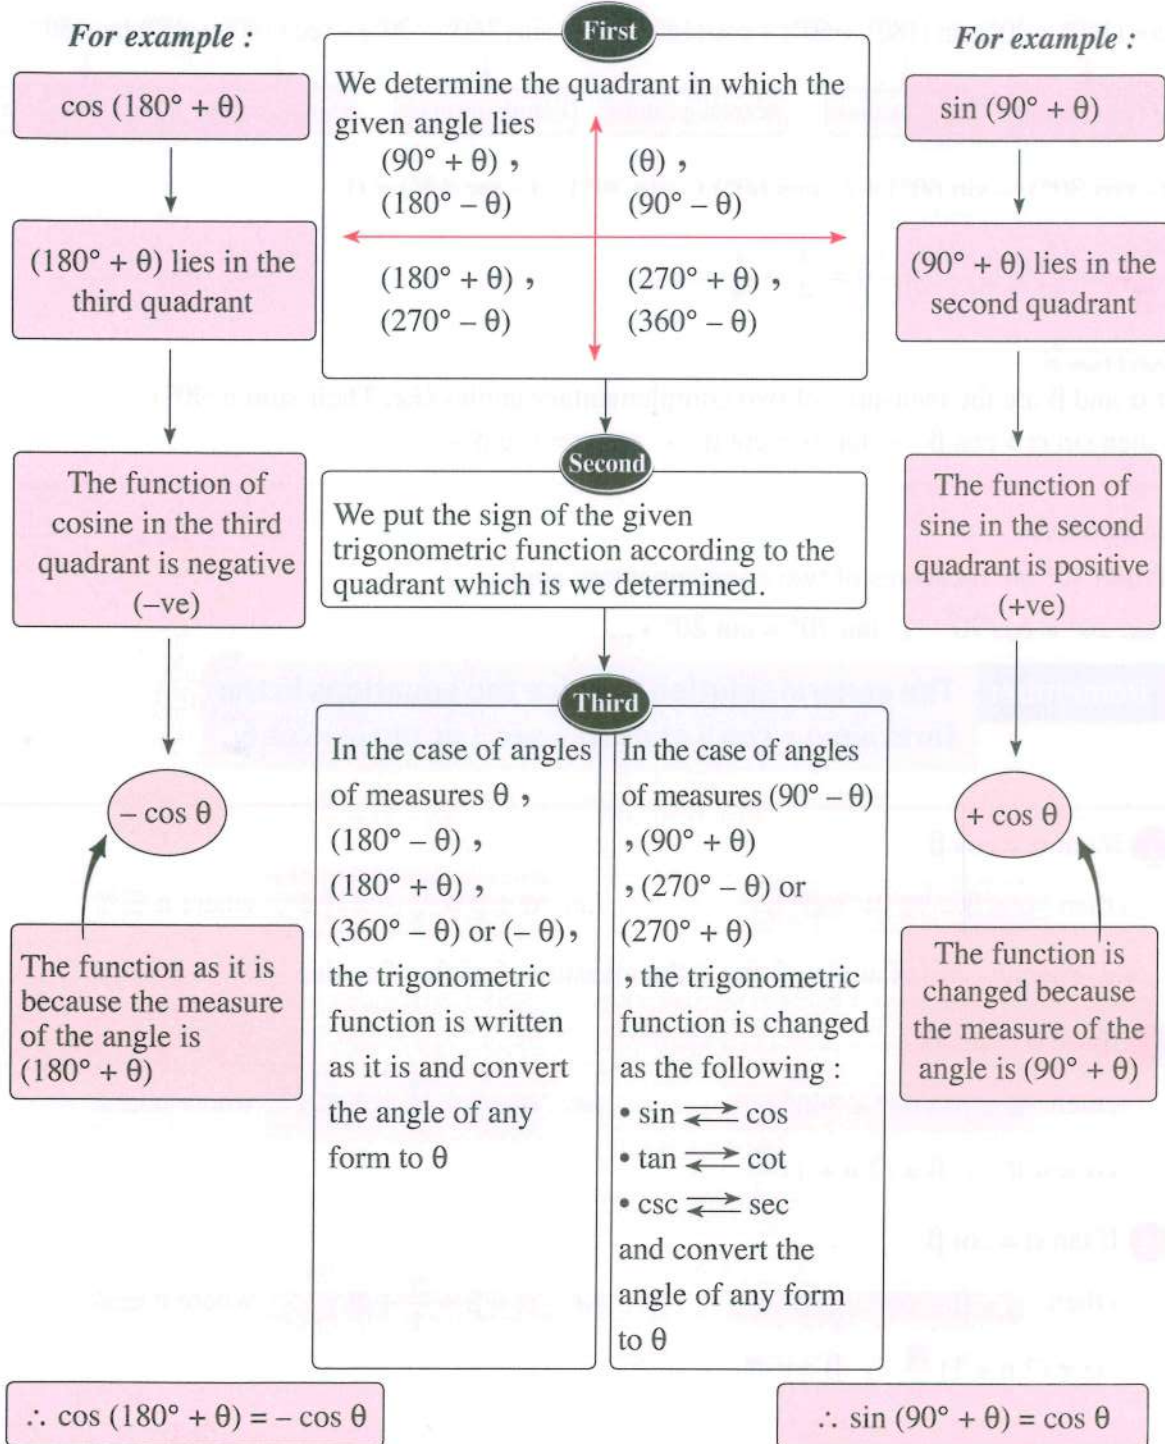 For example :
cos (180° + θ)
(180° + θ) lies in the
third quadrant
The function of
cosine in the third
quadrant is negative
(–ve)
– cos θ
The function as it is
because the measure
of the angle is
(180° + θ)
First
We determine the quadrant in which the
given angle lies
(90° + θ) ,
(180° – θ)
(θ) ,
(90° – θ)
(180° + θ) ,
(270° – θ)
(270° + θ) ,
(360° – θ)
Second
We put the sign of the given
trigonometric function according to the
quadrant which is we determined.
Third
In the case of angles
of measures θ ,
(180° – θ) ,
(180° + θ) ,
(360° – θ) or (– θ),
the trigonometric
function is written
as it is and convert
the angle of any
form to θ
In the case of angles
of measures (90° – θ)
, (90° + θ)
, (270° – θ) or
(270° + θ)
, the trigonometric
function is changed
as the following :
• sin ⇄ cos
• tan ⇄ cot
• csc ⇄ sec
and convert the
angle of any form
to θ
For example :
sin (90° + θ)
(90° + θ) lies in the
second quadrant
The function of
sine in the second
quadrant is positive
(+ve)
+ cos θ
The function is
changed because
the measure of the
angle is (90° + θ)
∴ cos (180° + θ) = – cos θ
∴ sin (90° + θ) = cos θ